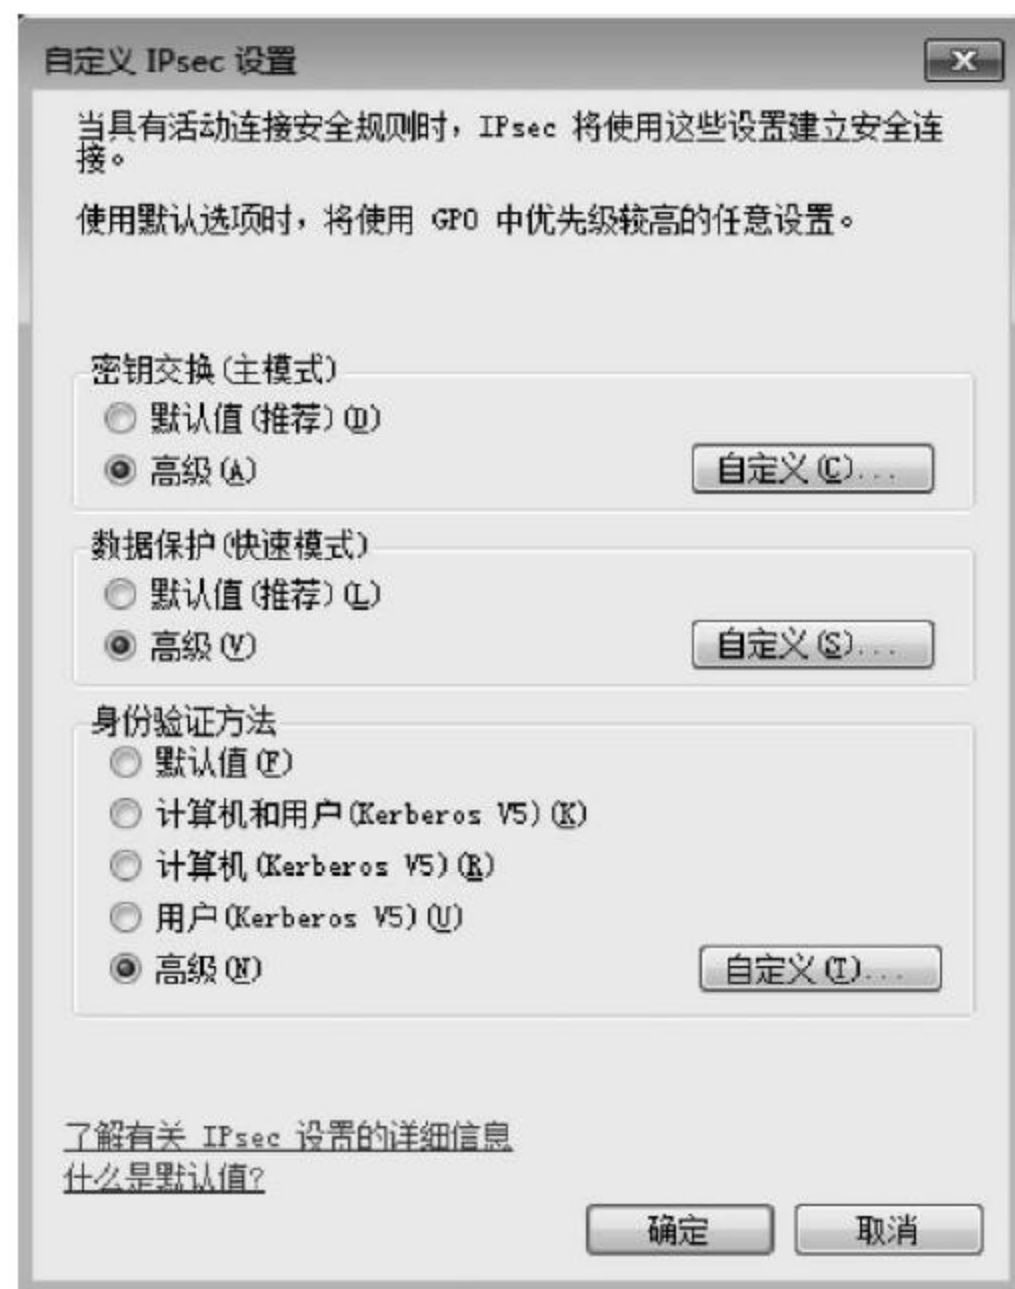 自定义 IPsec 设置
当具有活动连接安全规则时，IPsec 将使用这些设置建立安全连
接。
使用默认选项时，将使用 GPO 中优先级较高的任意设置。
密钥交换(主模式)
默认值(推荐)(D)
高级(A)
自定义(C)...
数据保护(快速模式)
默认值(推荐)(L)
高级(V)
自定义(S)...
身份验证方法
默认值(F)
计算机和用户(Kerberos V5)(K)
计算机(Kerberos V5)(R)
用户(Kerberos V5)(U)
高级(N)
自定义(T)...
了解有关 IPsec 设置的详细信息
什么是默认值?
确定
取消